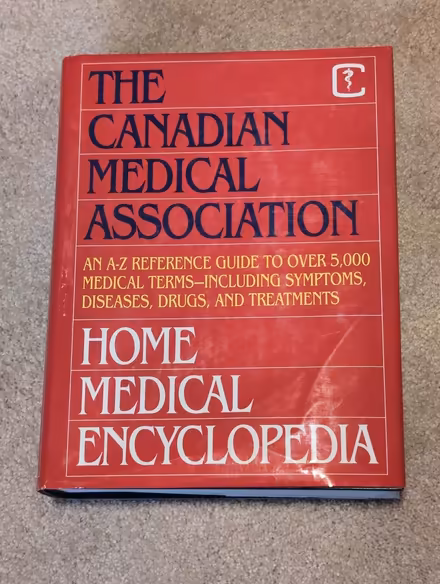 THE
CANADIAN
MEDICAL
ASSOCIATION
AN A-Z REFERENCE GUIDE TO OVER 5,000
MEDICAL TERMS—INCLUDING SYMPTOMS,
DISEASES, DRUGS, AND TREATMENTS
HOME
MEDICAL
ENCYCLOPEDIA